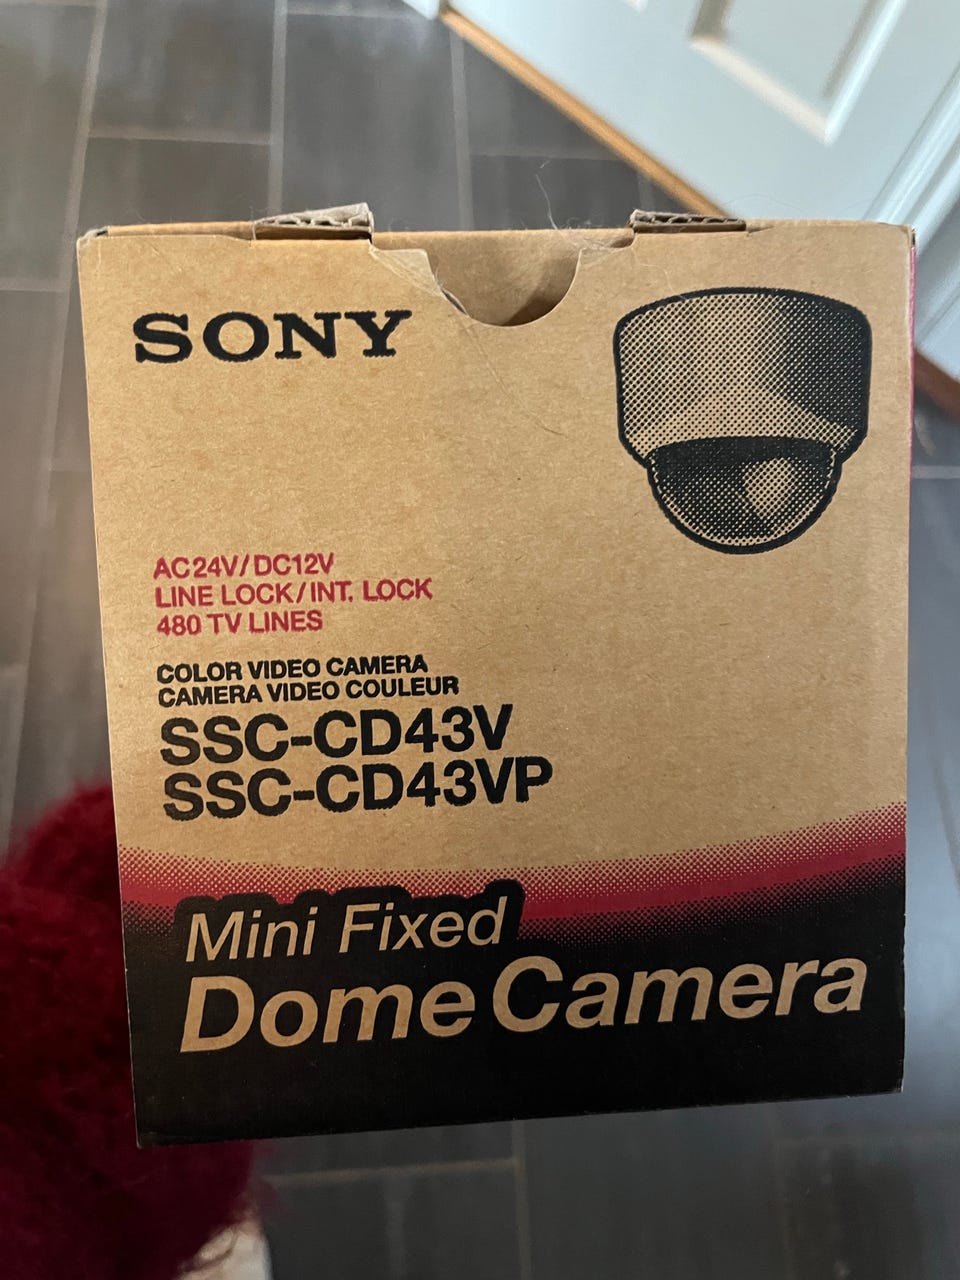 SONY
AC24V/DC12V
LINE LOCK/INT. LOCK
480 TV LINES
COLOR VIDEO CAMERA
CAMERA VIDEO COULEUR
SSC-CD43V
SSC-CD43VP
Mini Fixed
Dome Camera